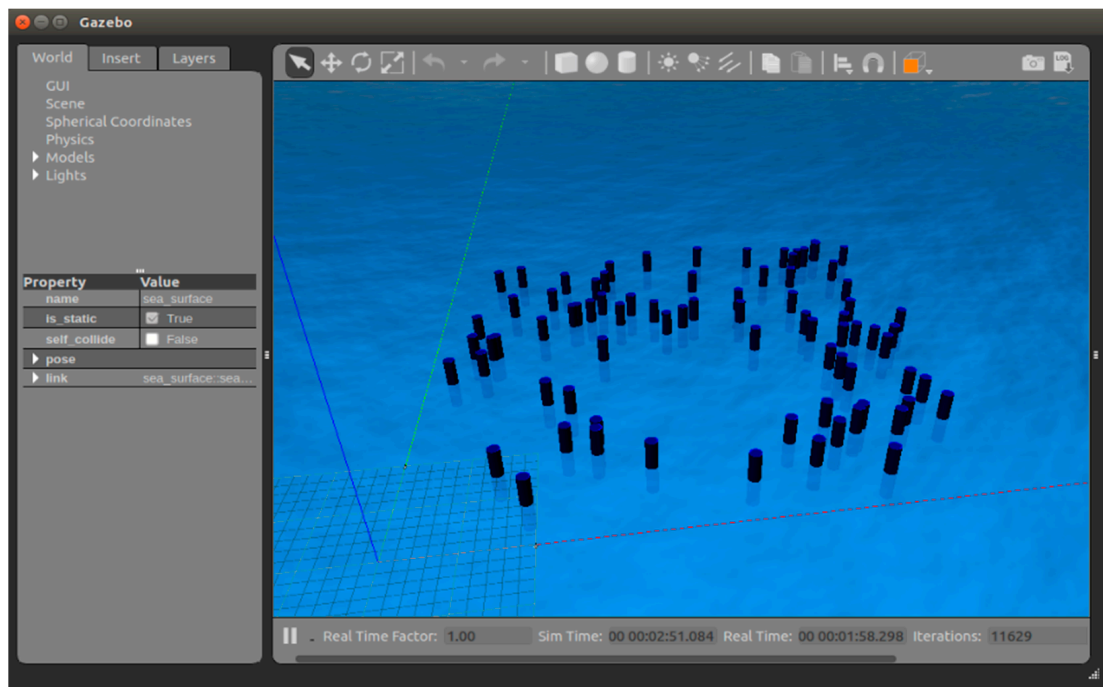 Gazebo
World Insert Layers
GUI
Scene
Spherical Coordinates
Physics
Models
Lights
Property Value
name sea_surface
is_static True
self_collide False
pose
link sea_surface::sea...
LOG
Real Time Factor: 1.00 Sim Time: 00 00:02:51.084 Real Time: 00 00:01:58.298 Iterations: 11629